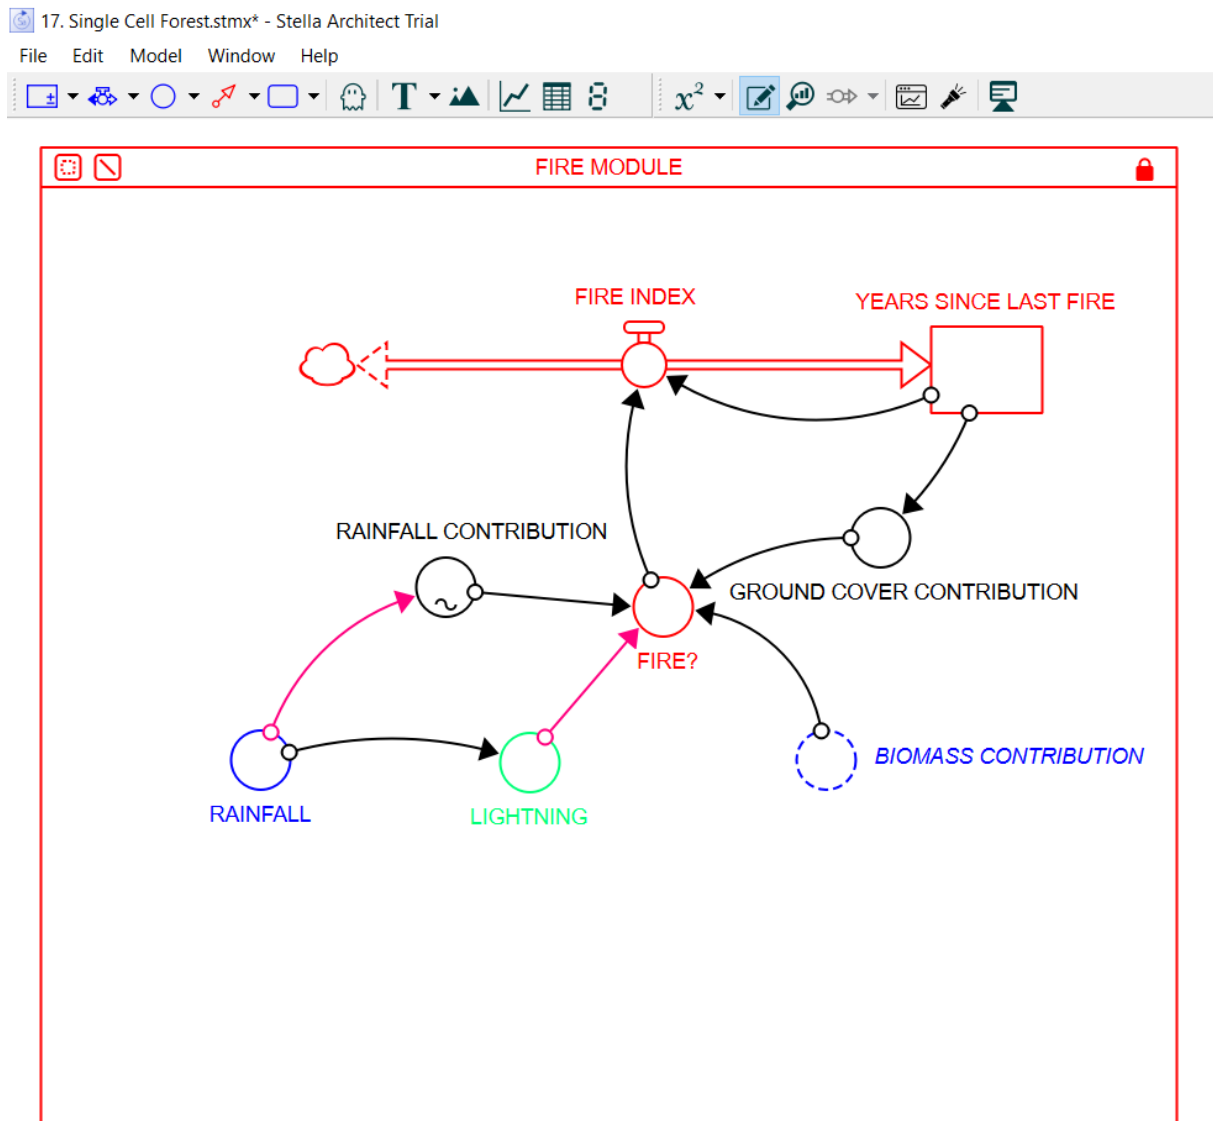 17. Single Cell Forest.stmx* - Stella Architect Trial
File Edit Model Window Help
T x²
FIRE MODULE
FIRE INDEX
YEARS SINCE LAST FIRE
RAINFALL CONTRIBUTION
GROUND COVER CONTRIBUTION
FIRE?
BIOMASS CONTRIBUTION
RAINFALL
LIGHTNING